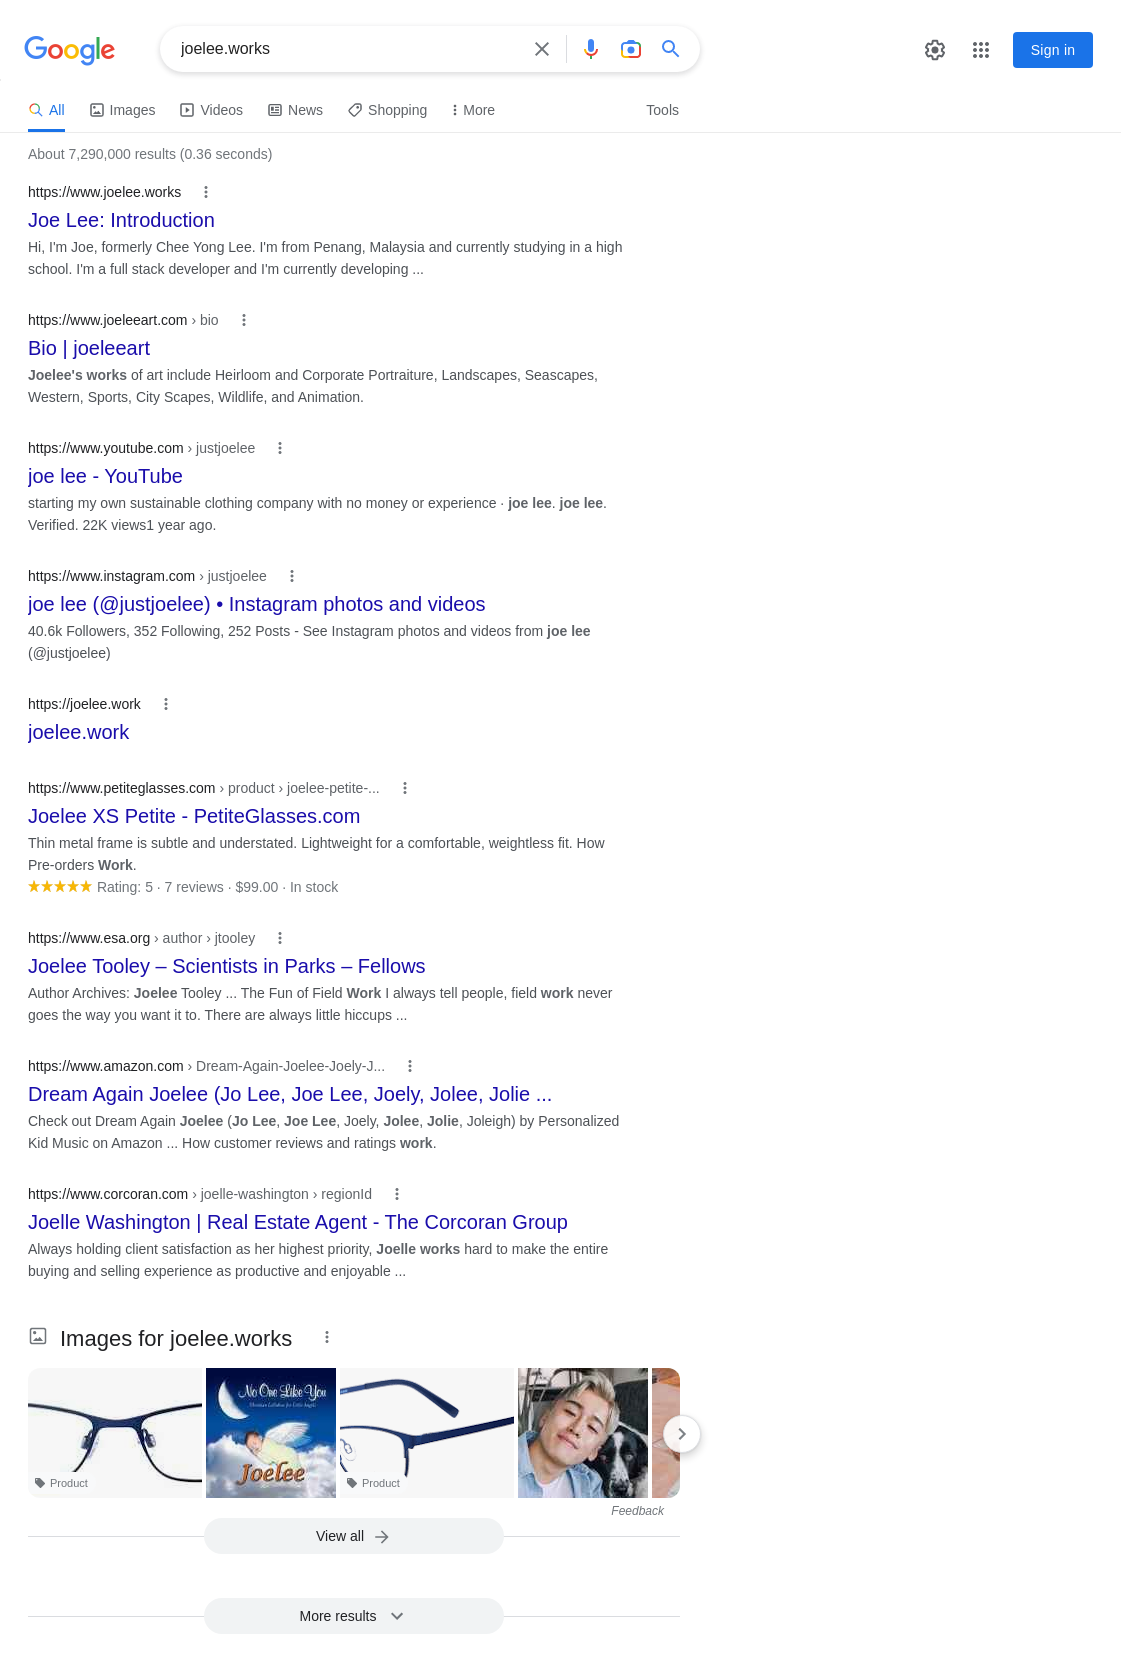 Google
joelee.works
Sign in
All
Images
Videos
News
Shopping
More
Tools
About 7,290,000 results (0.36 seconds)
https://www.joelee.works
Joe Lee: Introduction
Hi, I'm Joe, formerly Chee Yong Lee. I'm from Penang, Malaysia and currently studying in a high
school. I'm a full stack developer and I'm currently developing ...
https://www.joeleeart.com › bio
Bio | joeleeart
Joelee's works of art include Heirloom and Corporate Portraiture, Landscapes, Seascapes,
Western, Sports, City Scapes, Wildlife, and Animation.
https://www.youtube.com › justjoelee
joe lee - YouTube
starting my own sustainable clothing company with no money or experience · joe lee. joe lee.
Verified. 22K views1 year ago.
https://www.instagram.com › justjoelee
joe lee (@justjoelee) • Instagram photos and videos
40.6k Followers, 352 Following, 252 Posts - See Instagram photos and videos from joe lee
(@justjoelee)
https://joelee.work
joelee.work
https://www.petiteglasses.com › product › joelee-petite-...
Joelee XS Petite - PetiteGlasses.com
Thin metal frame is subtle and understated. Lightweight for a comfortable, weightless fit. How
Pre-orders Work.
Rating: 5 · 7 reviews · $99.00 · In stock
https://www.esa.org › author › jtooley
Joelee Tooley – Scientists in Parks – Fellows
Author Archives: Joelee Tooley ... The Fun of Field Work I always tell people, field work never
goes the way you want it to. There are always little hiccups ...
https://www.amazon.com › Dream-Again-Joelee-Joely-J...
Dream Again Joelee (Jo Lee, Joe Lee, Joely, Jolee, Jolie ...
Check out Dream Again Joelee (Jo Lee, Joe Lee, Joely, Jolee, Jolie, Joleigh) by Personalized
Kid Music on Amazon ... How customer reviews and ratings work.
https://www.corcoran.com › joelle-washington › regionId
Joelle Washington | Real Estate Agent - The Corcoran Group
Always holding client satisfaction as her highest priority, Joelle works hard to make the entire
buying and selling experience as productive and enjoyable ...
Images for joelee.works
No One Like You
Joelee
Product
Product
Feedback
View all
More results